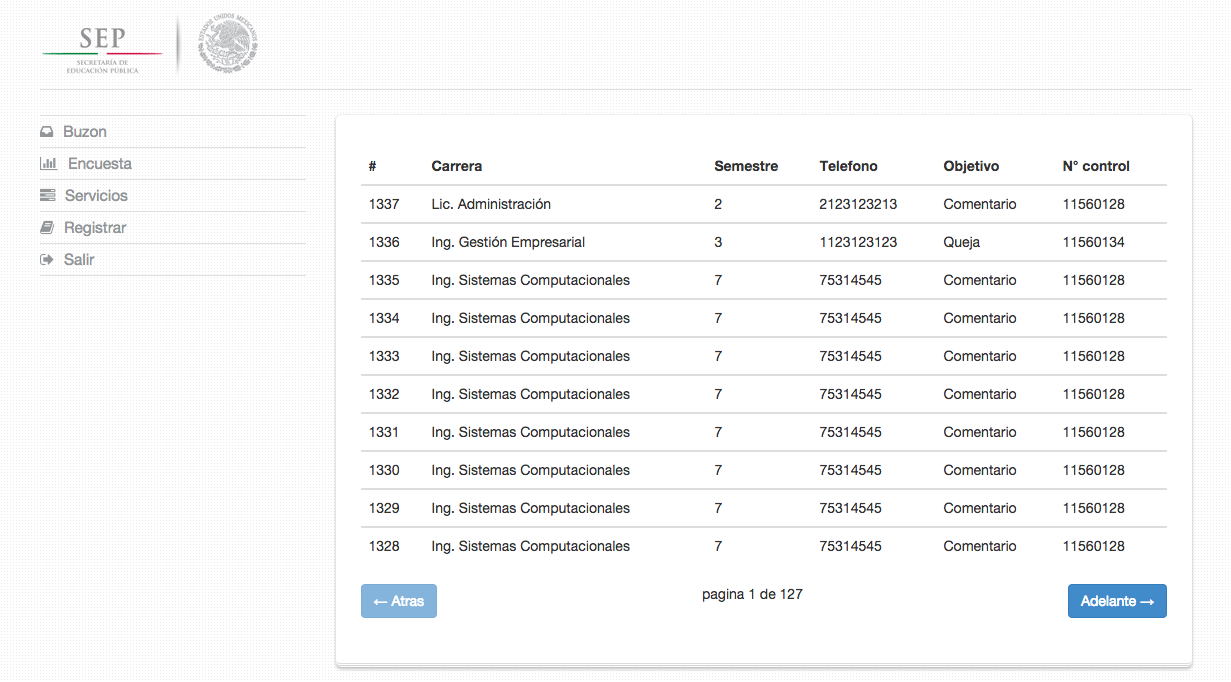 SEP
SECRETARÍA DE
EDUCACIÓN PÚBLICA
ESTADOS UNIDOS MEXICANOS
Buzon
Encuesta
Servicios
Registrar
Salir
# Carrera Semestre Telefono Objetivo N° control
1337 Lic. Administración 2 2123123213 Comentario 11560128
1336 Ing. Gestión Empresarial 3 1123123123 Queja 11560134
1335 Ing. Sistemas Computacionales 7 75314545 Comentario 11560128
1334 Ing. Sistemas Computacionales 7 75314545 Comentario 11560128
1333 Ing. Sistemas Computacionales 7 75314545 Comentario 11560128
1332 Ing. Sistemas Computacionales 7 75314545 Comentario 11560128
1331 Ing. Sistemas Computacionales 7 75314545 Comentario 11560128
1330 Ing. Sistemas Computacionales 7 75314545 Comentario 11560128
1329 Ing. Sistemas Computacionales 7 75314545 Comentario 11560128
1328 Ing. Sistemas Computacionales 7 75314545 Comentario 11560128
← Atras pagina 1 de 127 Adelante →